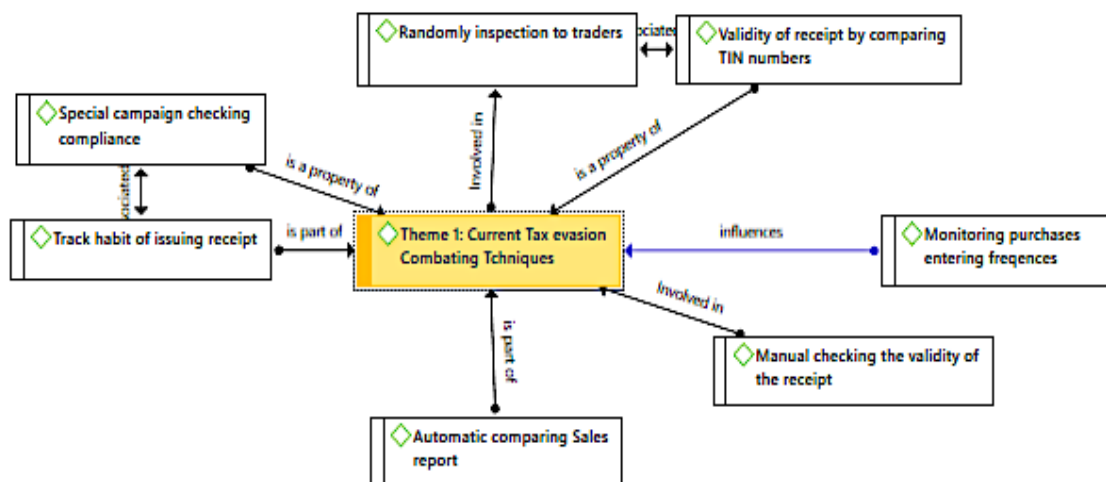 Randomly inspection to traders
ociated
Validity of receipt by comparing
TIN numbers
Special campaign checking
compliance
is a property of
Involved in
is a property of
ociated
Track habit of issuing receipt
is part of
Theme 1: Current Tax evasion
Combating Tchniques
influences
Monitoring purchases
entering freqences
Involved in
is part of
Manual checking the validity of
the receipt
Automatic comparing Sales
report